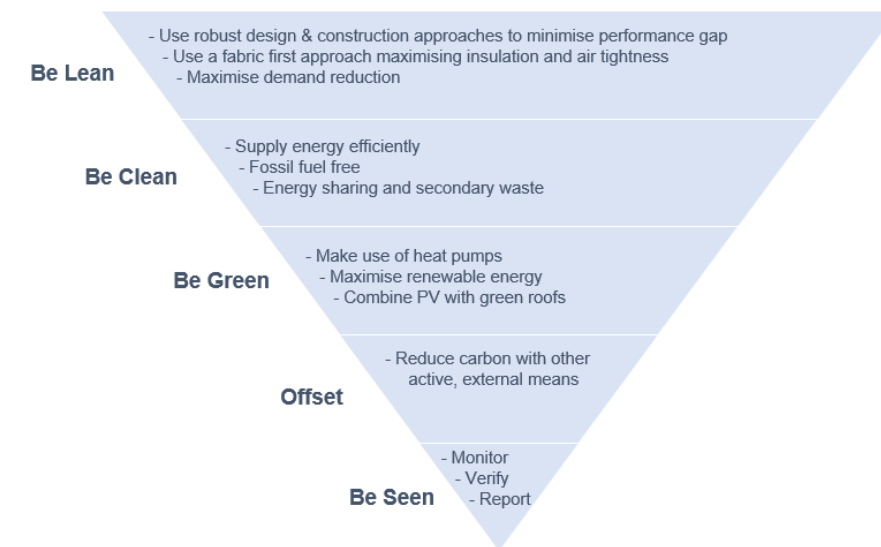 - Use robust design & construction approaches to minimise performance gap
- Use a fabric first approach maximising insulation and air tightness
Be Lean
- Maximise demand reduction
- Supply energy efficiently
- Fossil fuel free
Be Clean
- Energy sharing and secondary waste
- Make use of heat pumps
- Maximise renewable energy
Be Green
- Combine PV with green roofs
- Reduce carbon with other
active, external means
Offset
- Monitor
- Verify
- Report
Be Seen